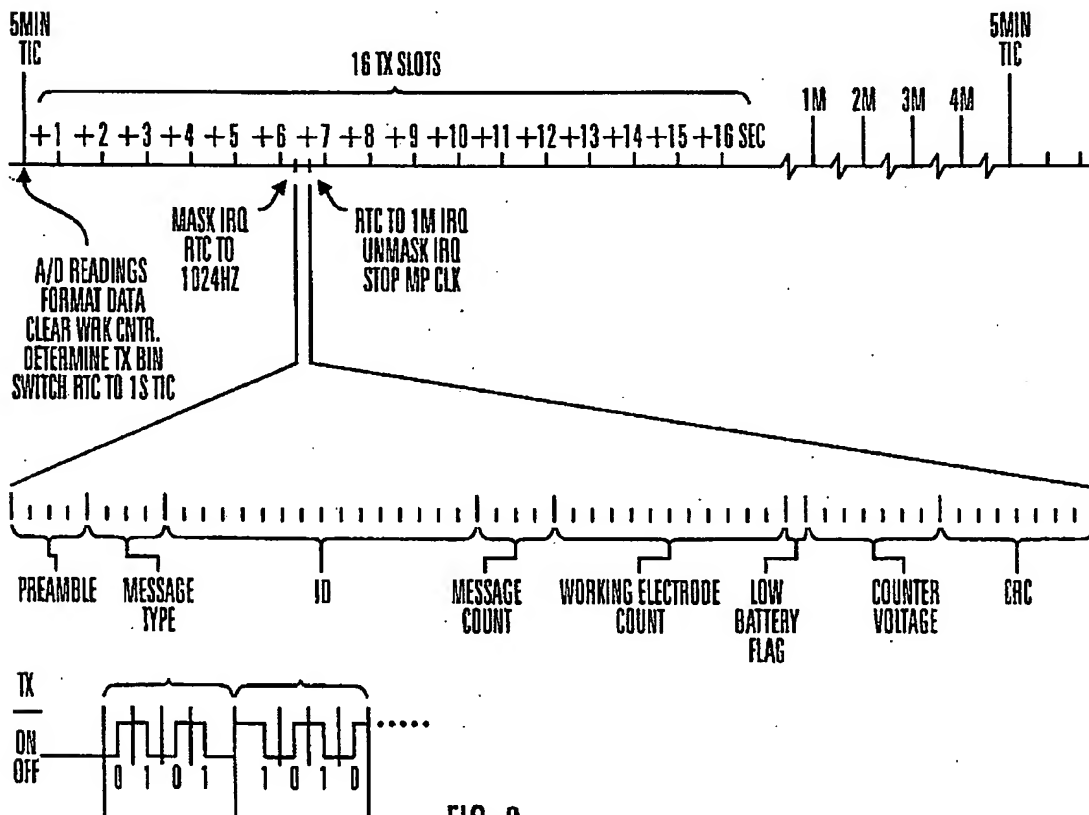 5MIN
TIC
5MIN
TIC
16 TX SLOTS
1M 2M 3M 4M
+1 +2 +3 +4 +5 +6 +7 +8 +9 +10 +11 +12 +13 +14 +15 +16 SEC
MASK IRQ
RTC TO
1024HZ
RTC TO 1M IRQ
UNMASK IRQ
STOP MP CLK
A/D READINGS
FORMAT DATA
CLEAR WRK CNTR.
DETERMINE TX BIN
SWITCH RTC TO 1S TIC
PREAMBLE
MESSAGE
TYPE
ID
MESSAGE
COUNT
WORKING ELECTRODE
COUNT
LOW
BATTERY
FLAG
COUNTER
VOLTAGE
CRC
TX
ON
OFF
0 1 0 1 1 0 1 0